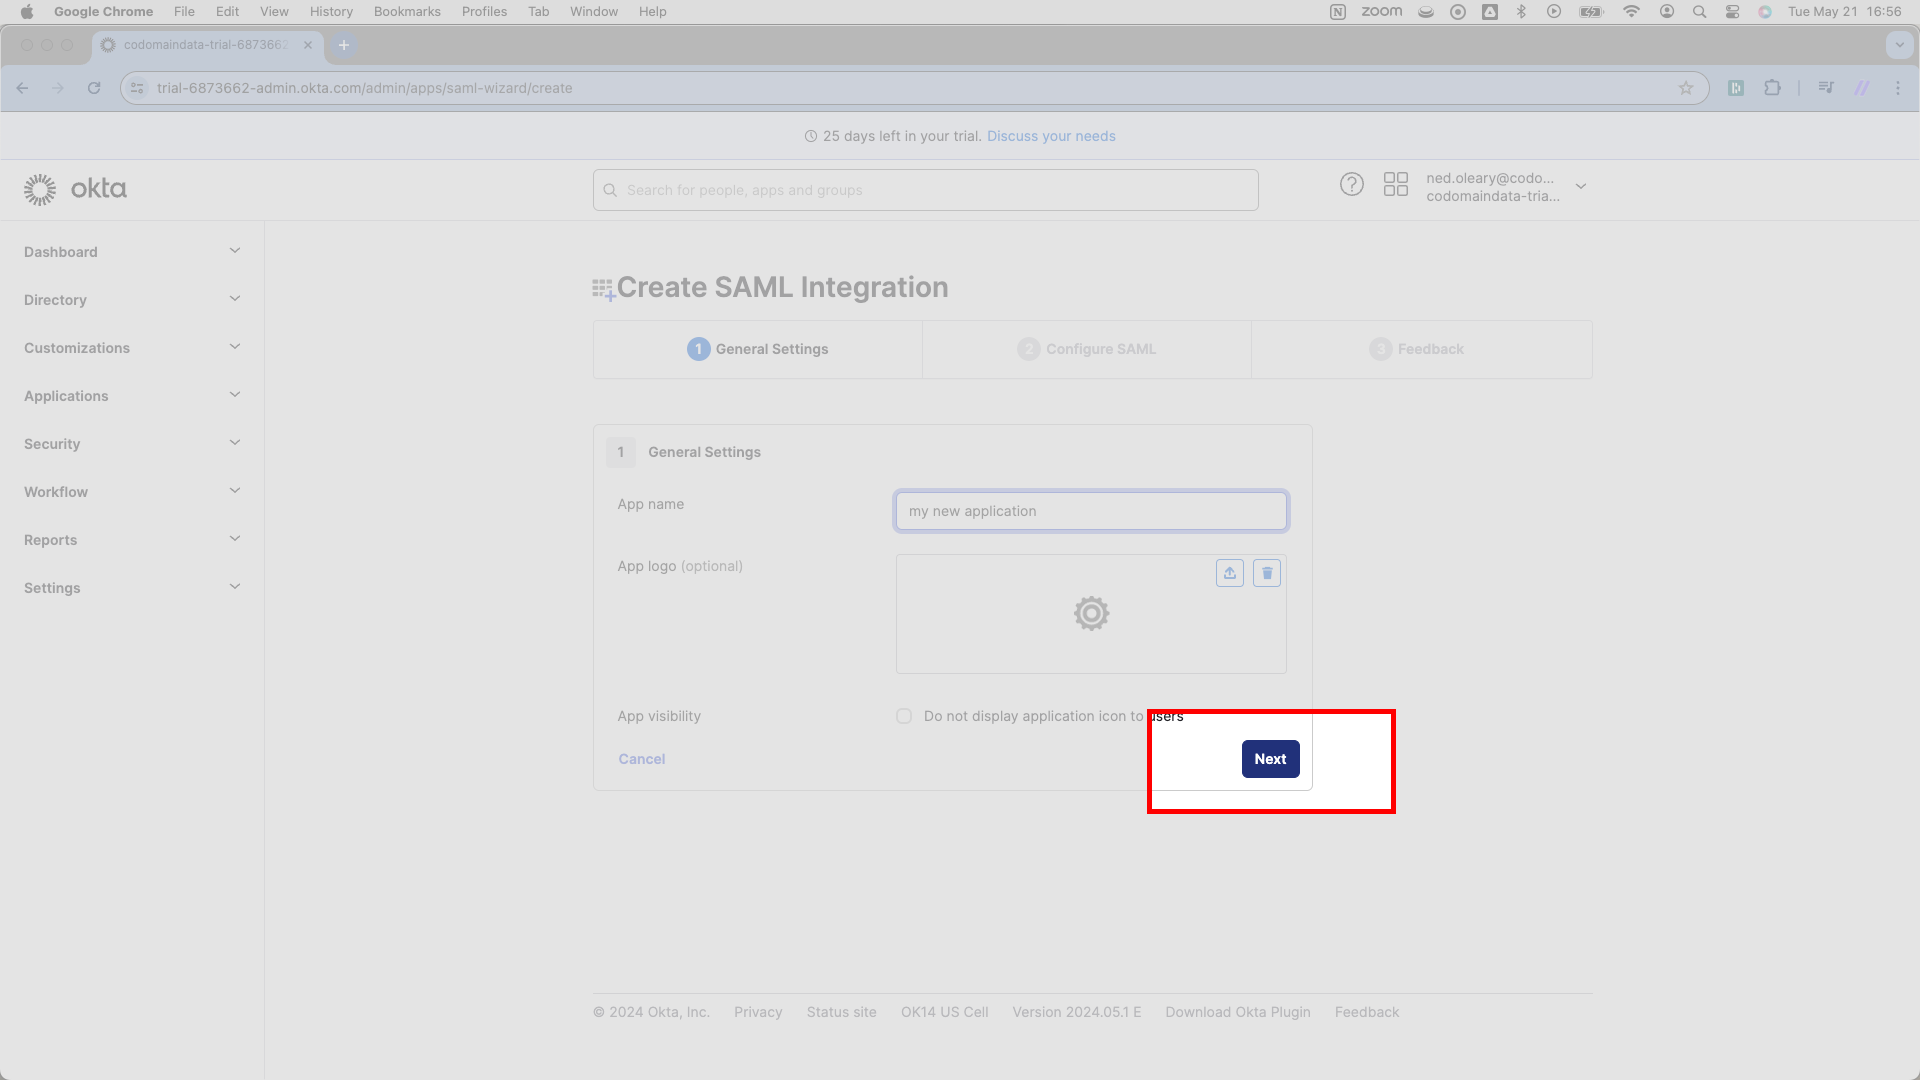 Google Chrome File Edit View History Bookmarks Profiles Tab Window Help zoom Tue May 21 16:56
codomaindata-trial-6873662
trial-6873662-admin.okta.com/admin/apps/saml-wizard/create
25 days left in your trial. Discuss your needs
okta
Search for people, apps and groups
ned.oleary@codo...
codomaindata-tria...
Dashboard
Directory
Customizations
Applications
Security
Workflow
Reports
Settings
Create SAML Integration
1 General Settings
2 Configure SAML
3 Feedback
1 General Settings
App name
my new application
App logo (optional)
App visibility
Do not display application icon to users
Cancel
Next
© 2024 Okta, Inc. Privacy Status site OK14 US Cell Version 2024.05.1 E Download Okta Plugin Feedback